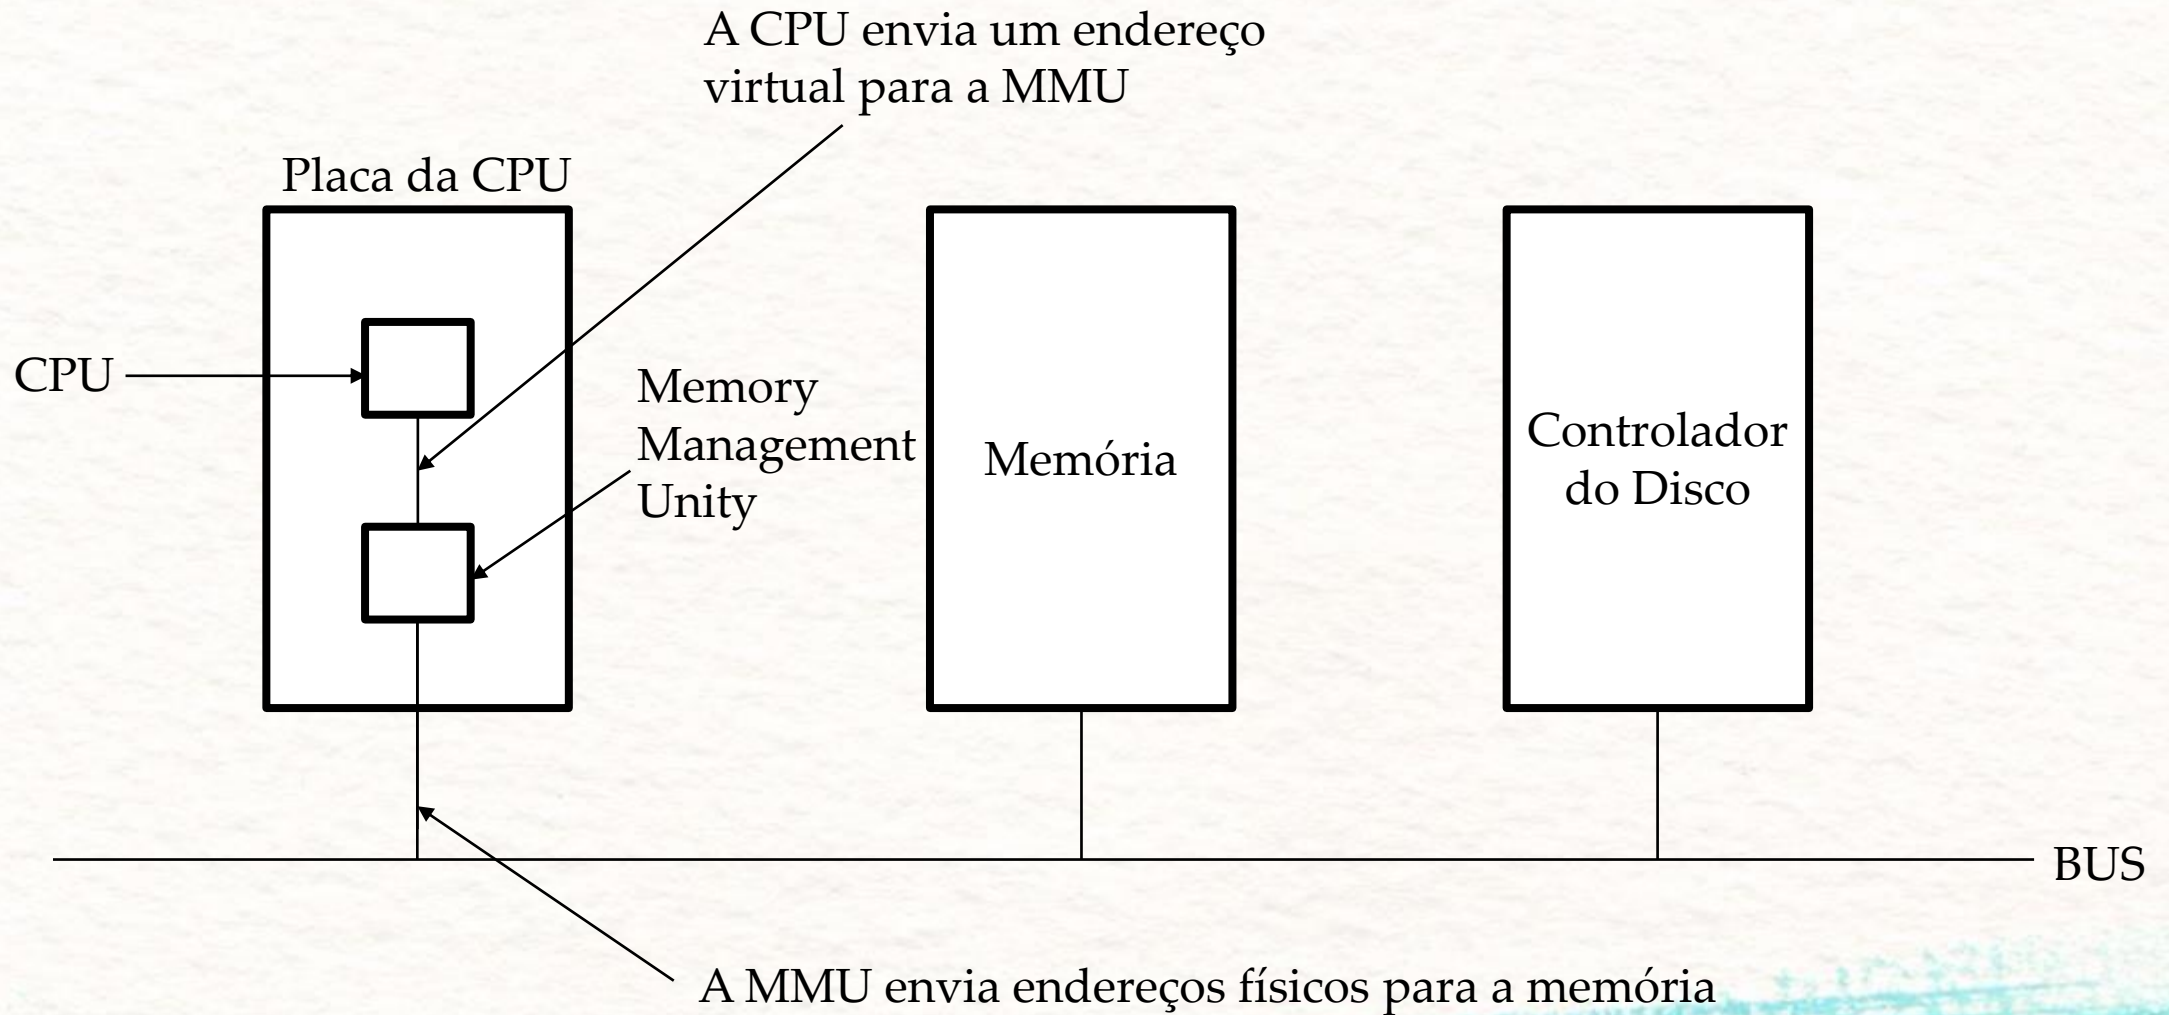 A CPU envia um endereço
virtual para a MMU
Placa da CPU
CPU
Memory
Management
Unity
Memória
Controlador
do Disco
BUS
A MMU envia endereços físicos para a memória